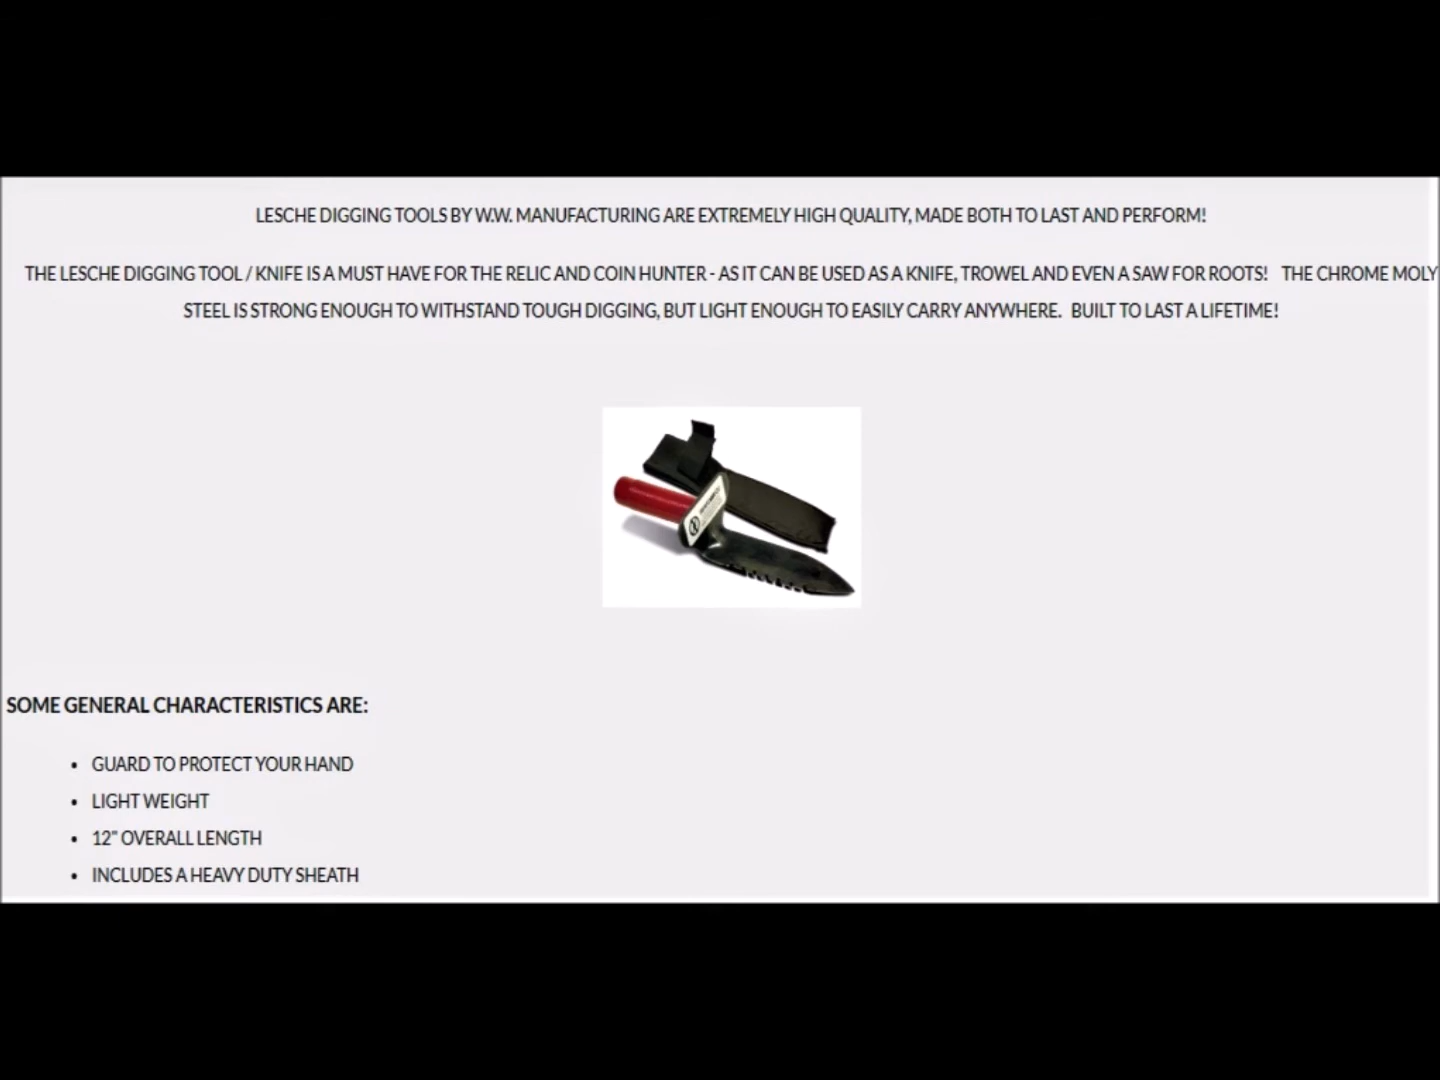 LESCHE DIGGING TOOLS BY W.W. MANUFACTURING ARE EXTREMELY HIGH QUALITY, MADE BOTH TO LAST AND PERFORM!
THE LESCHE DIGGING TOOL / KNIFE IS A MUST HAVE FOR THE RELIC AND COIN HUNTER - AS IT CAN BE USED AS A KNIFE, TROWEL AND EVEN A SAW FOR ROOTS! THE CHROME MOLY
STEEL IS STRONG ENOUGH TO WITHSTAND TOUGH DIGGING, BUT LIGHT ENOUGH TO EASILY CARRY ANYWHERE. BUILT TO LAST A LIFETIME!
SOME GENERAL CHARACTERISTICS ARE:
• GUARD TO PROTECT YOUR HAND
• LIGHT WEIGHT
• 12" OVERALL LENGTH
• INCLUDES A HEAVY DUTY SHEATH